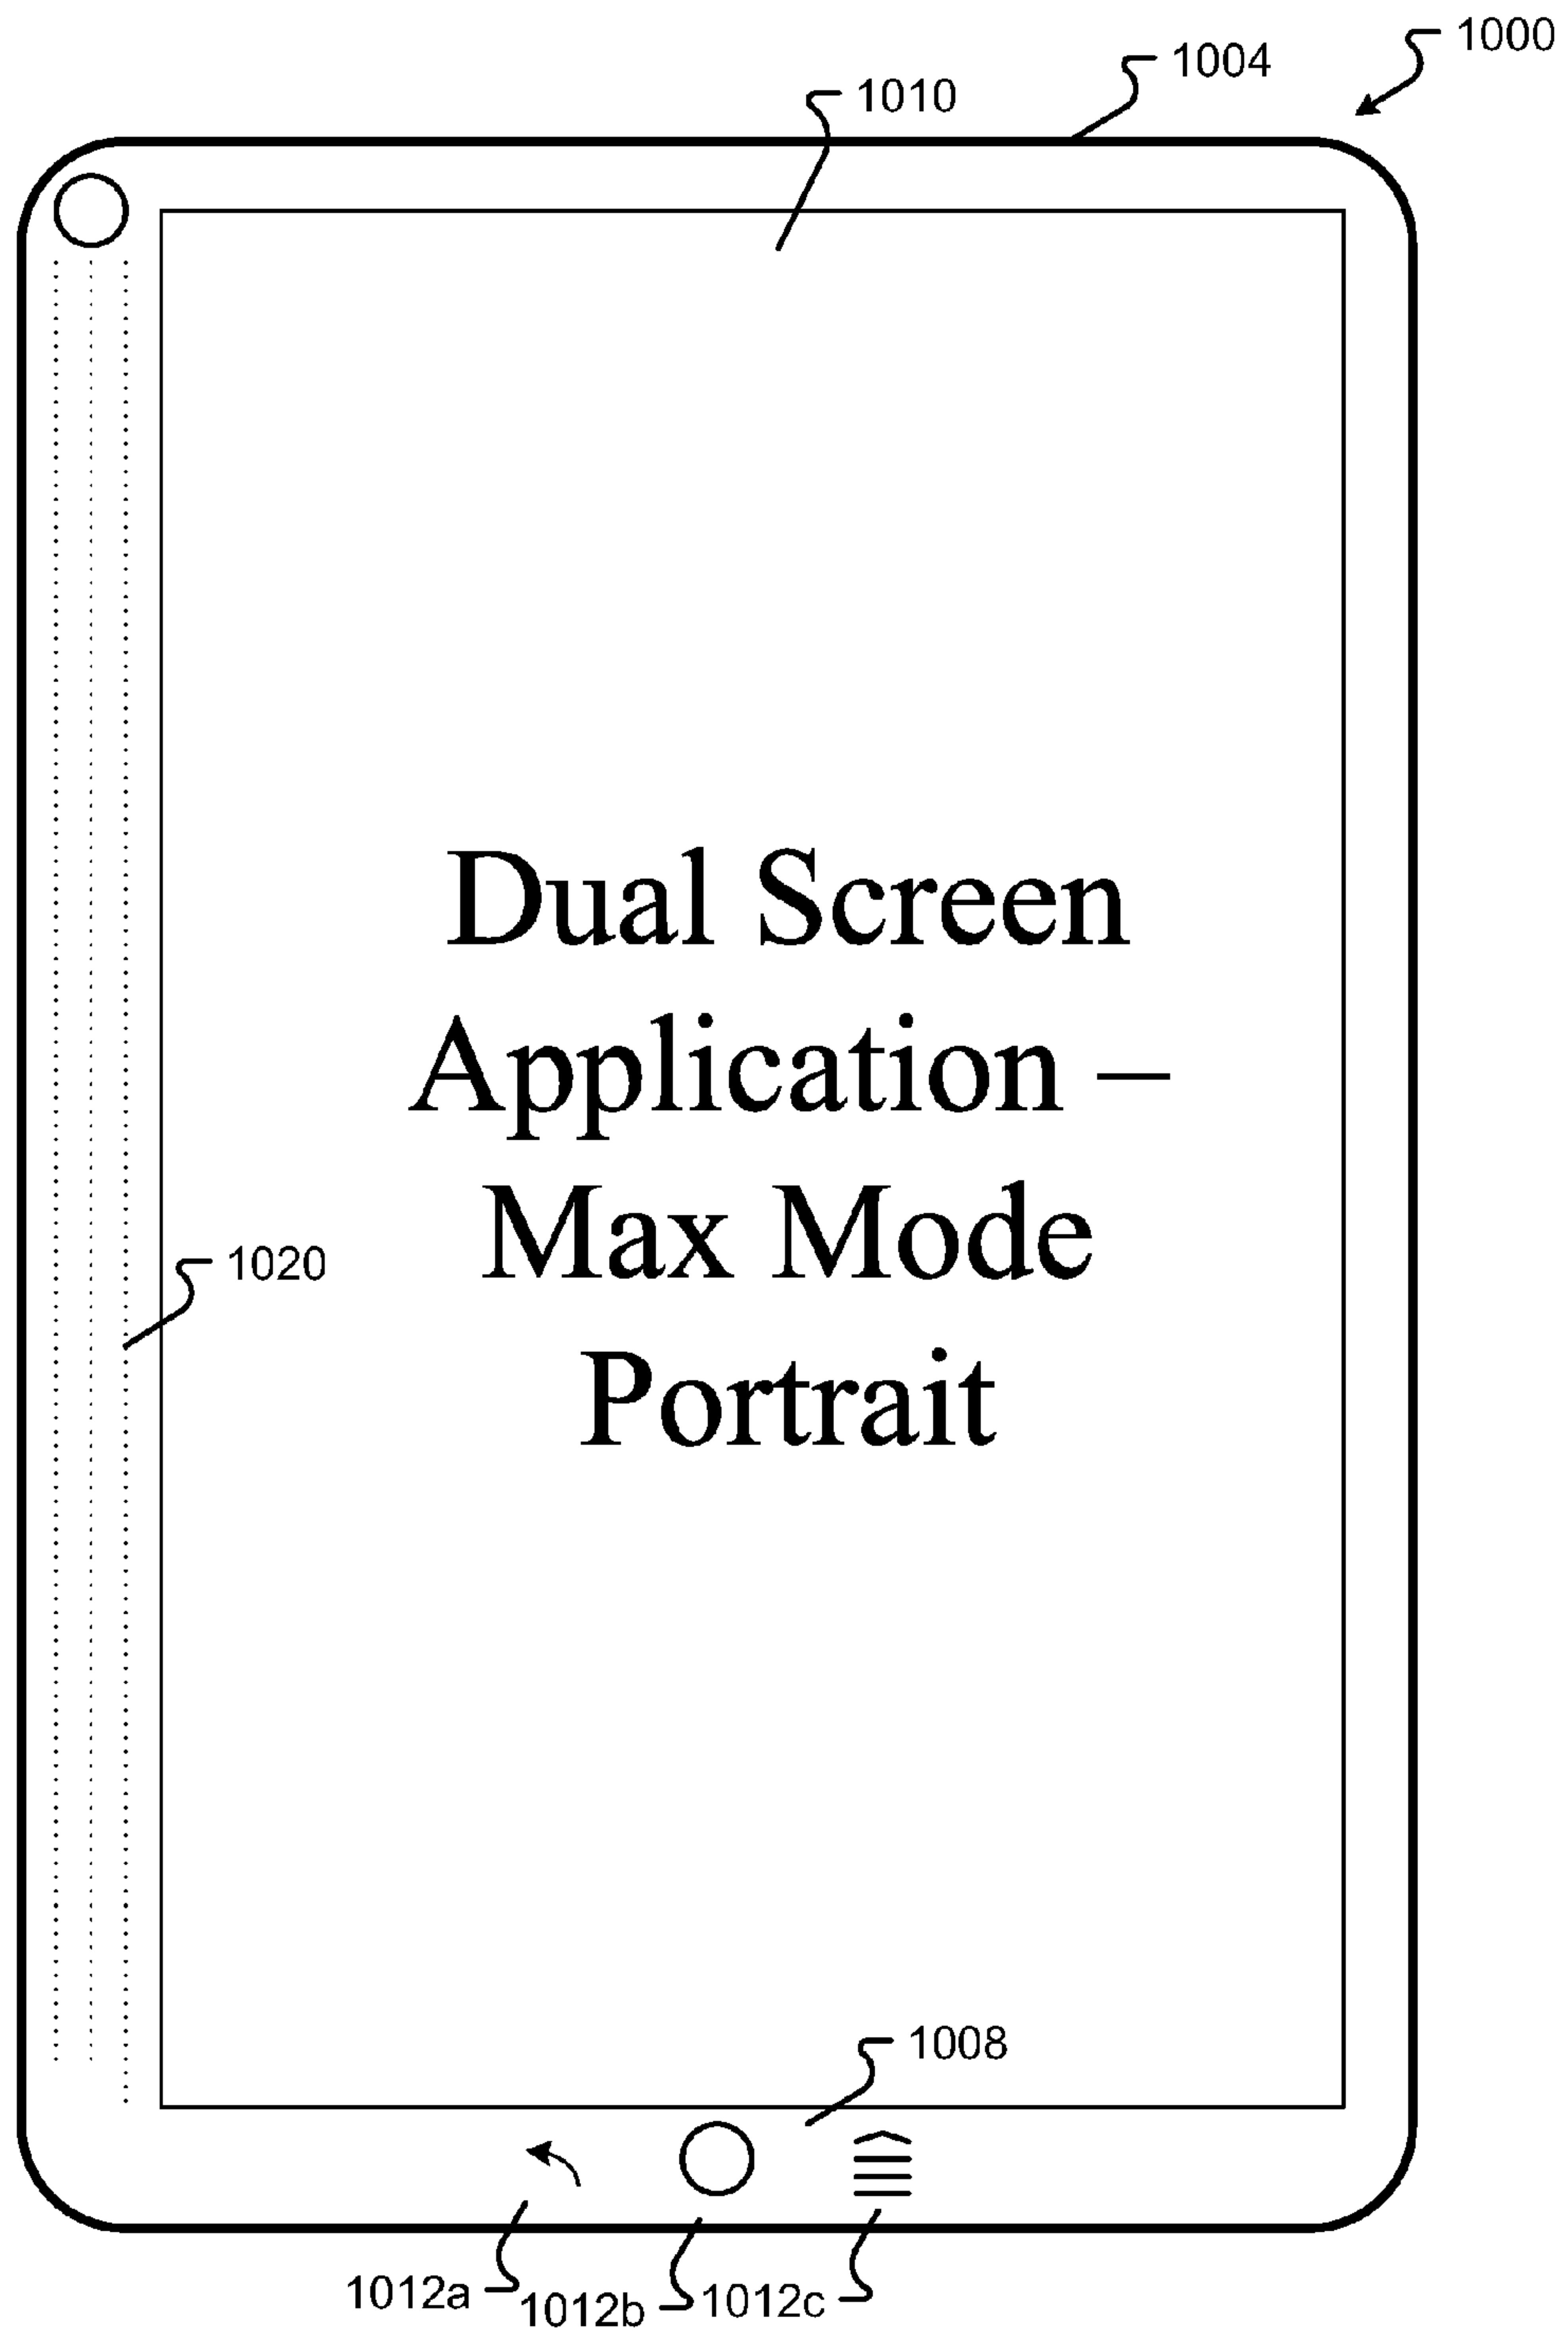 1000
1004
1010
Dual Screen
Application –
Max Mode
Portrait
1020
1008
1012a
1012b
1012c